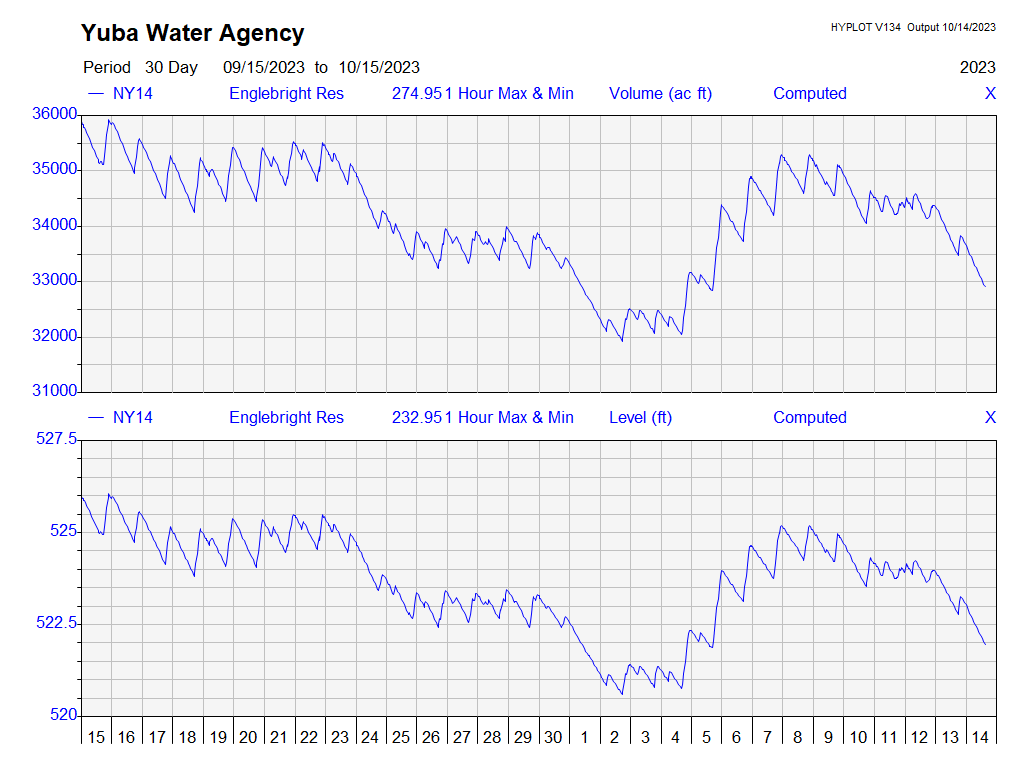 Yuba Water Agency
HYPLOT V134 Output 10/14/2023
Period 30 Day 09/15/2023 to 10/15/2023 2023
NY14 Englebright Res 274.951 Hour Max & Min Volume (ac ft) Computed X
36000
35000
34000
33000
32000
31000
NY14 Englebright Res 232.951 Hour Max & Min Level (ft) Computed X
527.5
525
522.5
520
15 16 17 18 19 20 21 22 23 24 25 26 27 28 29 30 1 2 3 4 5 6 7 8 9 10 11 12 13 14